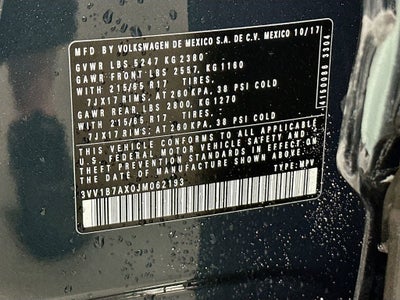 MFD BY VOLKSWAGEN DE MEXICO S.A. DE C.V. MEXICO 10/17
GVWR LBS 5247 KG 2380
GAWR FRONT LBS 2557, KG 1160
WITH 215/65 R17 TIRES.
7JX17 RIMS: AT 260 KPA, 38 PSI COLD
GAWR REAR LBS 2800, KG1270
WITH 215/65 R17 TIRES.
7JX17 RIMS: AT 260 KPA, 38 PSI COLD
THIS VEHICLE CONFORMS TO ALL APPLICABLE
U.S. FEDERAL MOTOR VEHICLE SAFETY AND
THEFT PREVENTION STANDARDS IN EFFECT ON
THE DATE OF MANUFACTURE SHOWN ABOVE.
3VV1B7AX0JM062193 TYPE: MPV